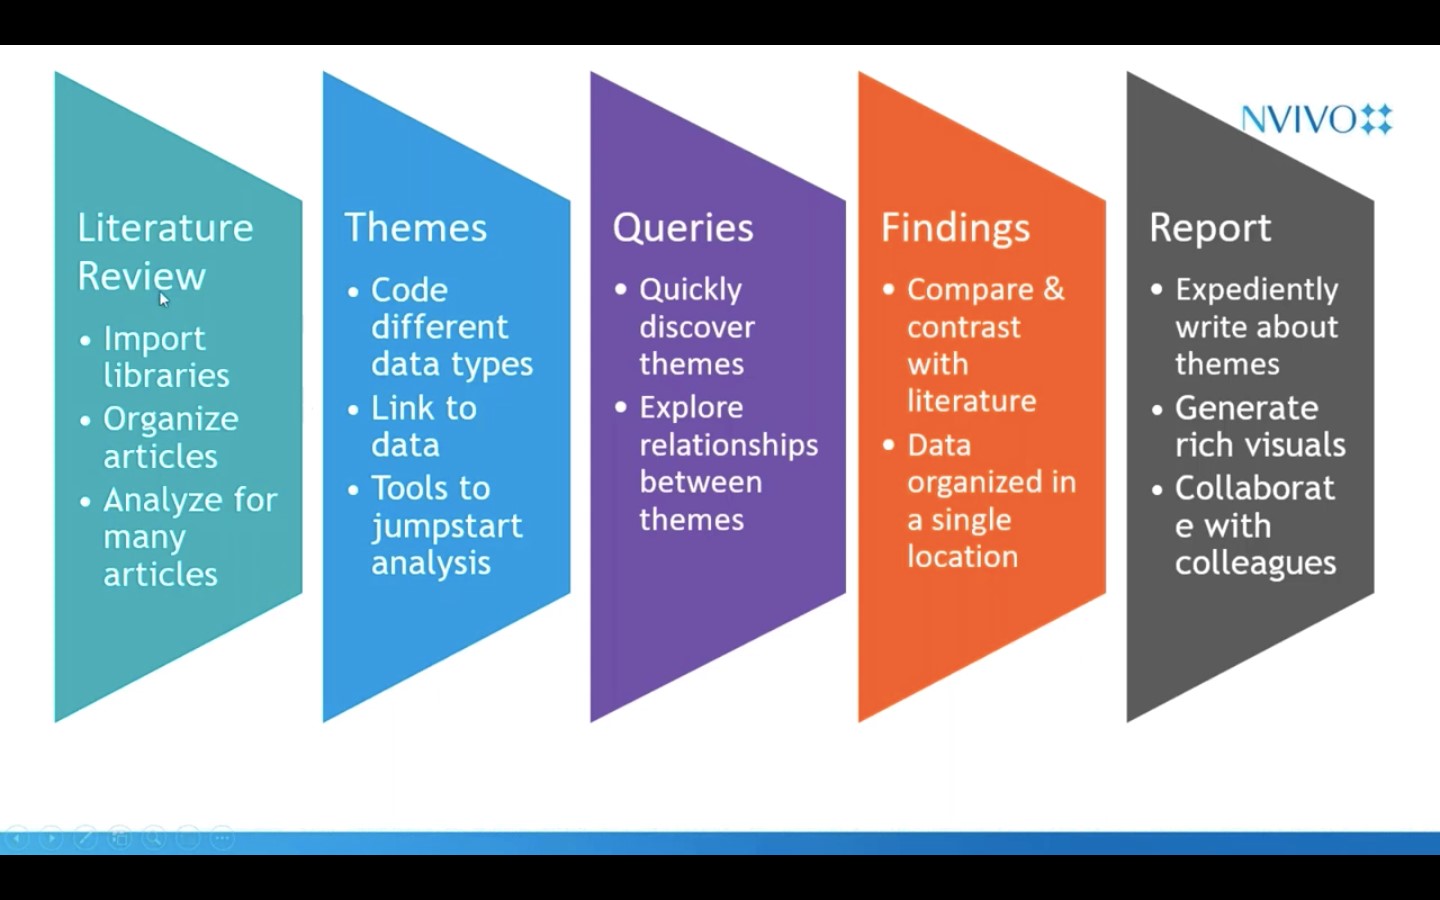 NVIVO
Literature
Review
• Import
libraries
• Organize
articles
• Analyze for
many
articles
Themes
• Code
different
data types
• Link to
data
• Tools to
jumpstart
analysis
Queries
• Quickly
discover
themes
• Explore
relationships
between
themes
Findings
• Compare &
contrast
with
literature
• Data
organized in
a single
location
Report
• Expediently
write about
themes
• Generate
rich visuals
• Collaborat
e with
colleagues